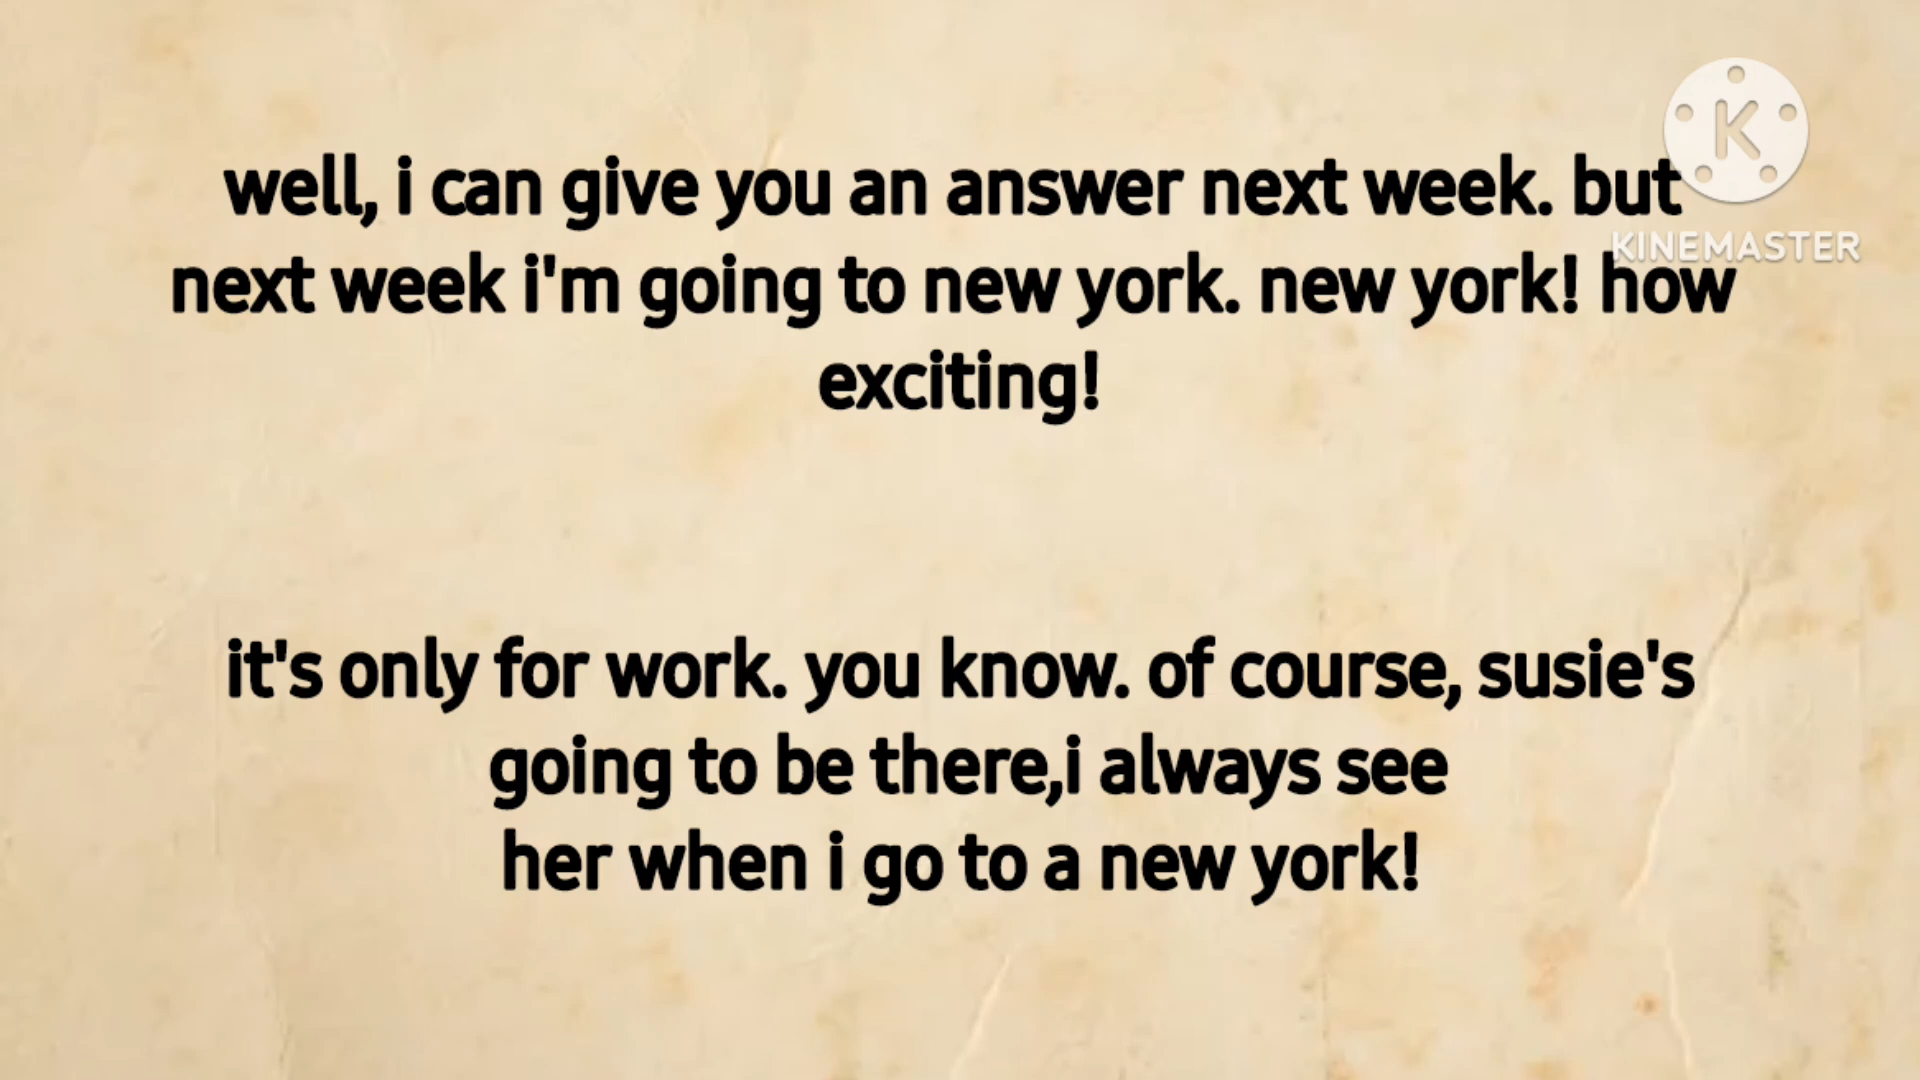 well, i can give you an answer next week. but
next week i'm going to new york. new york! how
exciting!
it's only for work. you know. of course, susie's
going to be there,i always see
her when i go to a new york!
K
KINEMASTER